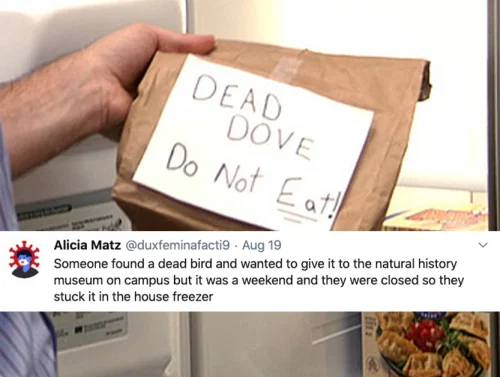 DEAD
DOVE
Do Not Eat!
Alicia Matz @duxfeminafacti9 · Aug 19
Someone found a dead bird and wanted to give it to the natural history
museum on campus but it was a weekend and they were closed so they
stuck it in the house freezer